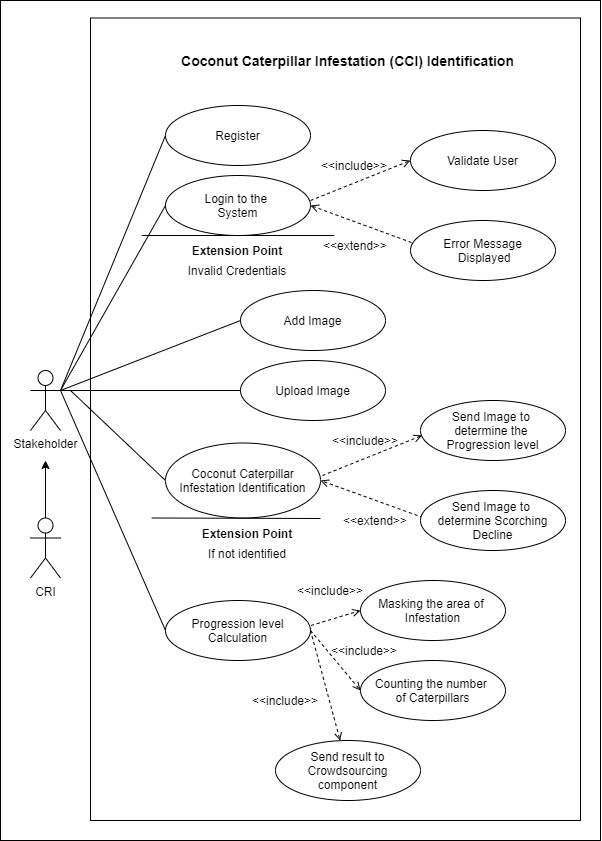 Coconut Caterpillar Infestation (CCI) Identification
Register
<<include>>
Validate User
Login to the
System
Extension Point
Invalid Credentials
<<extend>>
Error Message
Displayed
Add Image
Upload Image
Stakeholder
CRI
Coconut Caterpillar
Infestation Identification
Extension Point
If not identified
<<include>>
Send Image to
determine the
Progression level
<<extend>>
Send Image to
determine Scorching
Decline
Progression level
Calculation
<<include>>
Masking the area of
Infestation
<<include>>
Counting the number
of Caterpillars
<<include>>
Send result to
Crowdsourcing
component